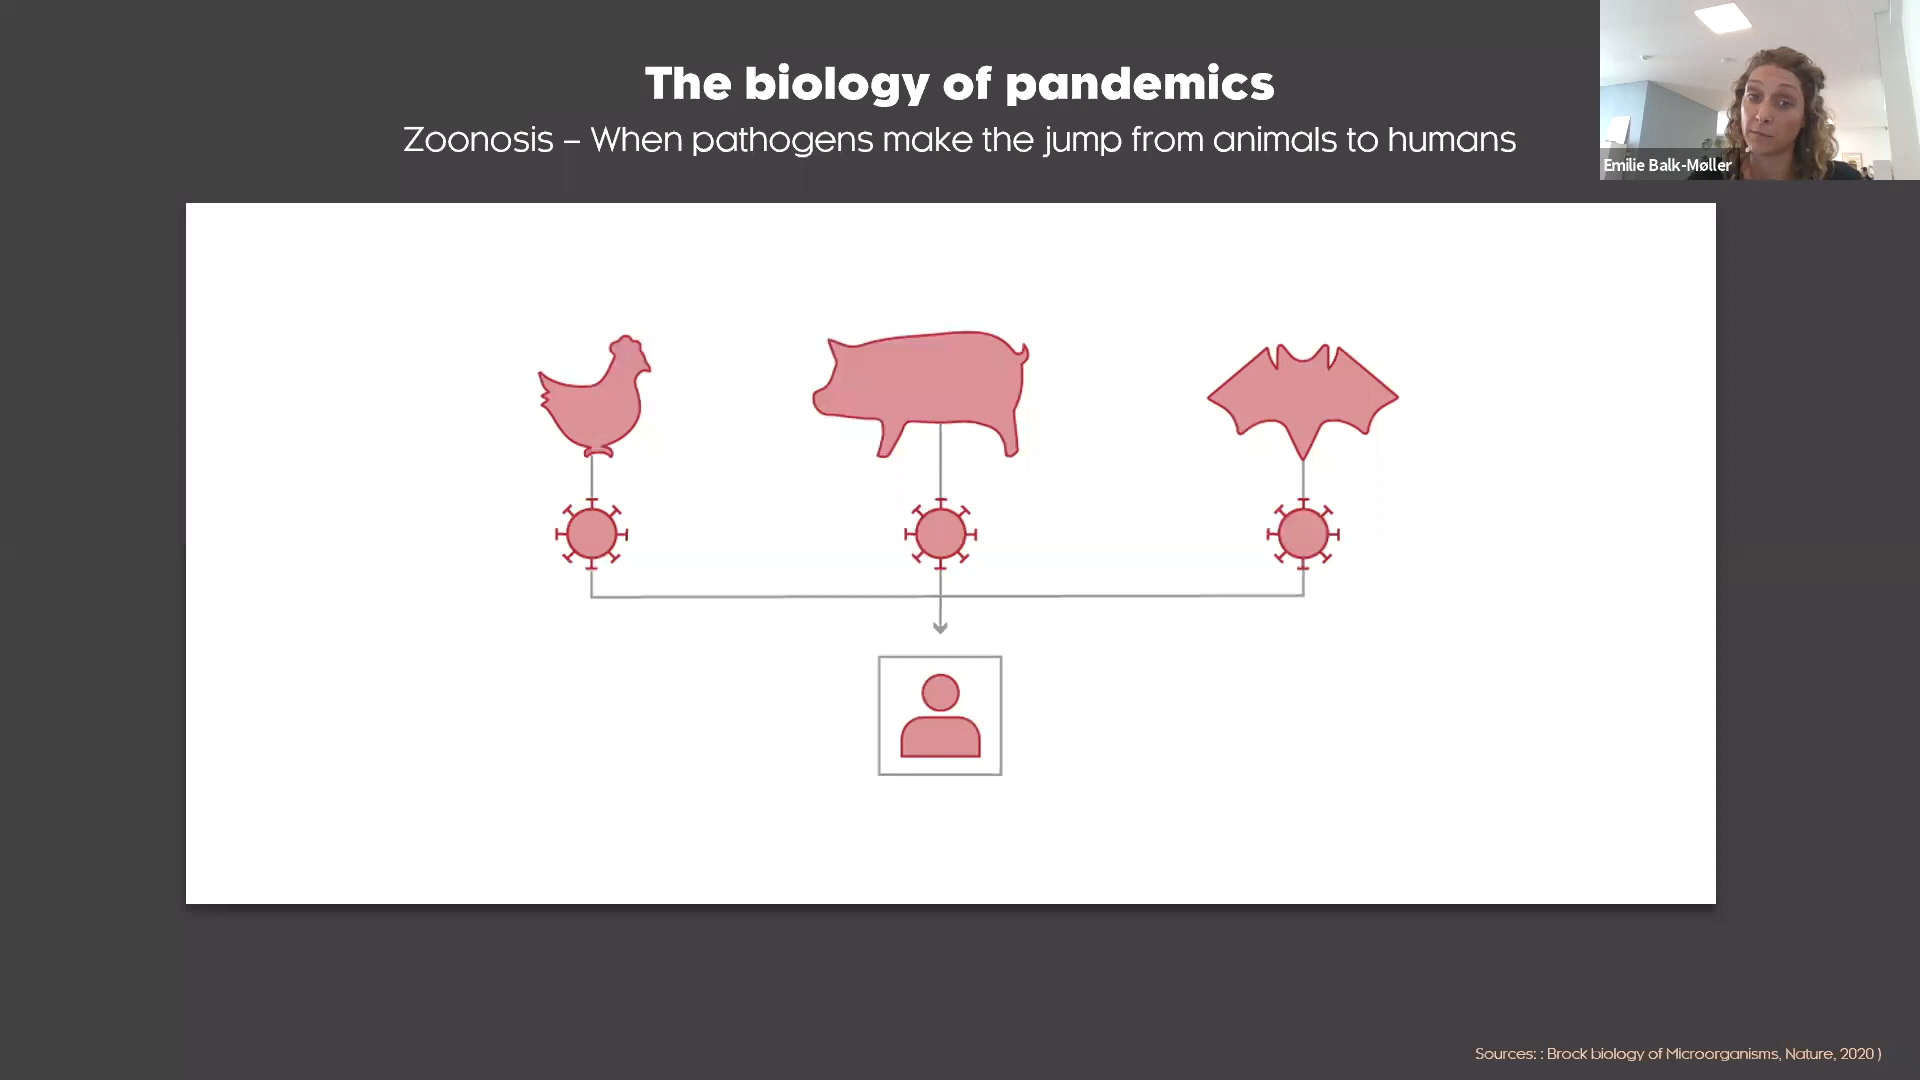 The biology of pandemics
Zoonosis – When pathogens make the jump from animals to humans
Emilie Balk-Møller
Sources: : Brock biology of Microorganisms, Nature, 2020 )